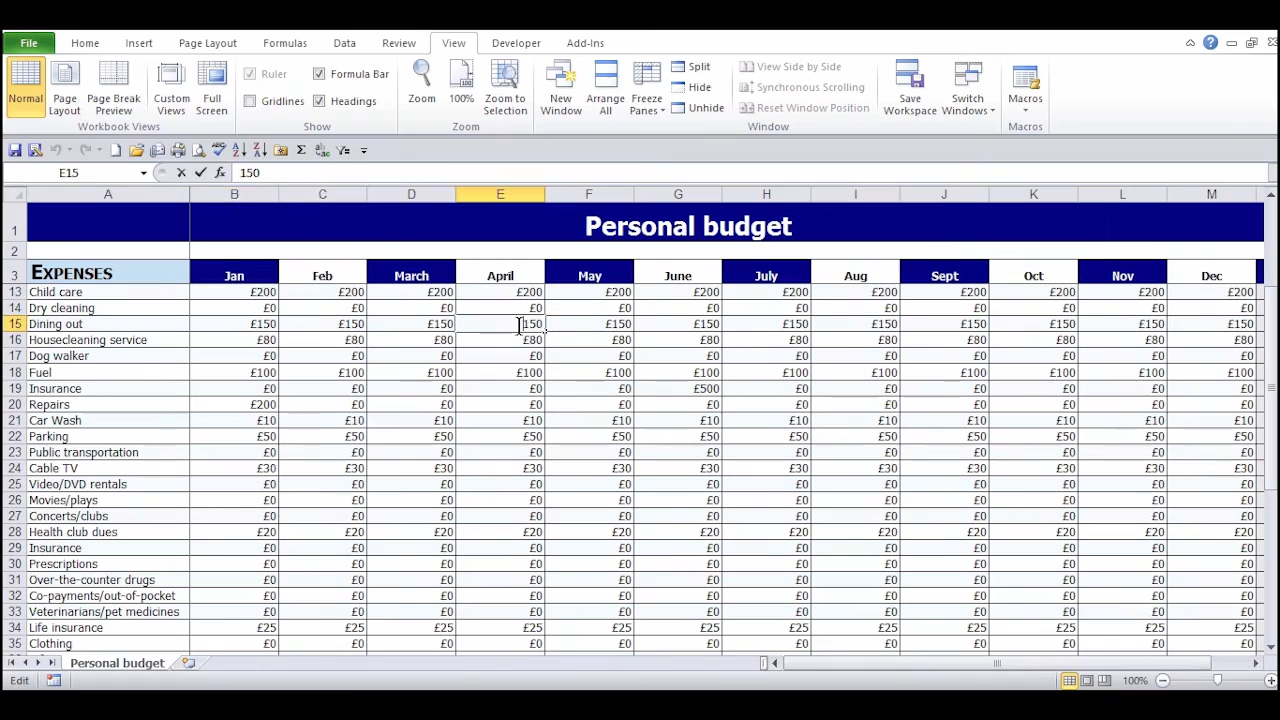 File Home Insert Page Layout Formulas Data Review View Developer Add-Ins
Normal Page Layout Page Break Preview Custom Views Full Screen Ruler Formula Bar Gridlines Headings Zoom 100% Zoom to Selection New Window Arrange All Freeze Panes Split Hide Unhide View Side by Side Synchronous Scrolling Reset Window Position Save Workspace Switch Windows Macros
Workbook Views Show Zoom Window Macros
E15 fx 150
A B C D E F G H I J K L M
1 Personal budget
2
3 EXPENSES Jan Feb March April May June July Aug Sept Oct Nov Dec
13 Child care £200 £200 £200 £200 £200 £200 £200 £200 £200 £200 £200 £200
14 Dry cleaning £0 £0 £0 £0 £0 £0 £0 £0 £0 £0 £0 £0
15 Dining out £150 £150 £150 150 £150 £150 £150 £150 £150 £150 £150 £150
16 Housecleaning service £80 £80 £80 £80 £80 £80 £80 £80 £80 £80 £80 £80
17 Dog walker £0 £0 £0 £0 £0 £0 £0 £0 £0 £0 £0 £0
18 Fuel £100 £100 £100 £100 £100 £100 £100 £100 £100 £100 £100 £100
19 Insurance £0 £0 £0 £0 £0 £500 £0 £0 £0 £0 £0 £0
20 Repairs £200 £0 £0 £0 £0 £0 £0 £0 £0 £0 £0 £0
21 Car Wash £10 £10 £10 £10 £10 £10 £10 £10 £10 £10 £10 £10
22 Parking £50 £50 £50 £50 £50 £50 £50 £50 £50 £50 £50 £50
23 Public transportation £0 £0 £0 £0 £0 £0 £0 £0 £0 £0 £0 £0
24 Cable TV £30 £30 £30 £30 £30 £30 £30 £30 £30 £30 £30 £30
25 Video/DVD rentals £0 £0 £0 £0 £0 £0 £0 £0 £0 £0 £0 £0
26 Movies/plays £0 £0 £0 £0 £0 £0 £0 £0 £0 £0 £0 £0
27 Concerts/clubs £0 £0 £0 £0 £0 £0 £0 £0 £0 £0 £0 £0
28 Health club dues £20 £20 £20 £20 £20 £20 £20 £20 £20 £20 £20 £20
29 Insurance £0 £0 £0 £0 £0 £0 £0 £0 £0 £0 £0 £0
30 Prescriptions £0 £0 £0 £0 £0 £0 £0 £0 £0 £0 £0 £0
31 Over-the-counter drugs £0 £0 £0 £0 £0 £0 £0 £0 £0 £0 £0 £0
32 Co-payments/out-of-pocket £0 £0 £0 £0 £0 £0 £0 £0 £0 £0 £0 £0
33 Veterinarians/pet medicines £0 £0 £0 £0 £0 £0 £0 £0 £0 £0 £0 £0
34 Life insurance £25 £25 £25 £25 £25 £25 £25 £25 £25 £25 £25 £25
35 Clothing £0 £0 £0 £0 £0 £0 £0 £0 £0 £0 £0 £0
Personal budget
Edit 100%